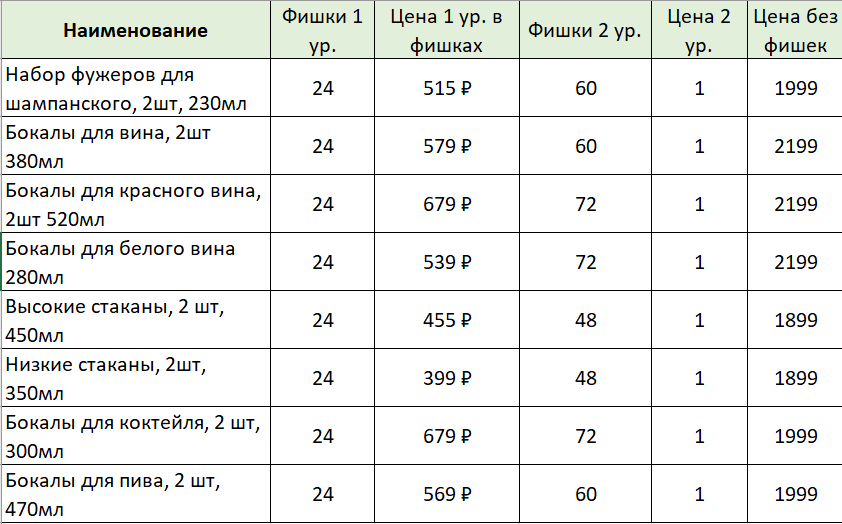 Наименование Фишки 1 ур. Цена 1 ур. в фишках Фишки 2 ур. Цена 2 ур. Цена без фишек
Набор фужеров для шампанского, 2шт, 230мл 24 515 ₽ 60 1 1999
Бокалы для вина, 2шт 380мл 24 579 ₽ 60 1 2199
Бокалы для красного вина, 2шт 520мл 24 679 ₽ 72 1 2199
Бокалы для белого вина 280мл 24 539 ₽ 72 1 2199
Высокие стаканы, 2 шт, 450мл 24 455 ₽ 48 1 1899
Низкие стаканы, 2шт, 350мл 24 399 ₽ 48 1 1899
Бокалы для коктейля, 2 шт, 300мл 24 679 ₽ 72 1 1999
Бокалы для пива, 2 шт, 470мл 24 569 ₽ 60 1 1999